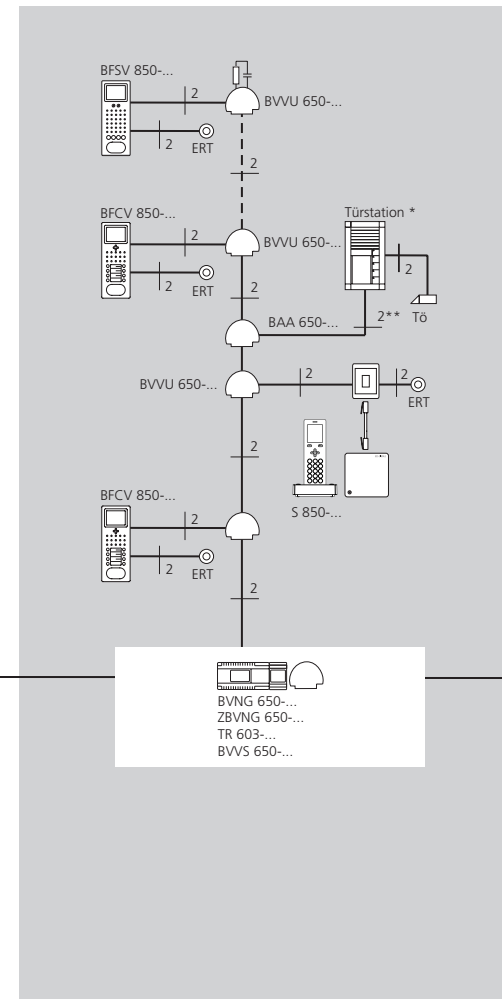 BFSV 850-...
2
BVVU 650-...
2
ERT
2
BFCV 850-...
Türstation *
2
BVVU 650-...
2
2
ERT
2
BAA 650-...
2**
Tö
BVVU 650-...
2
2
ERT
2
S 850-...
BFCV 850-...
2
2
ERT
2
BVNG 650-...
ZBVNG 650-...
TR 603-...
BVVS 650-...